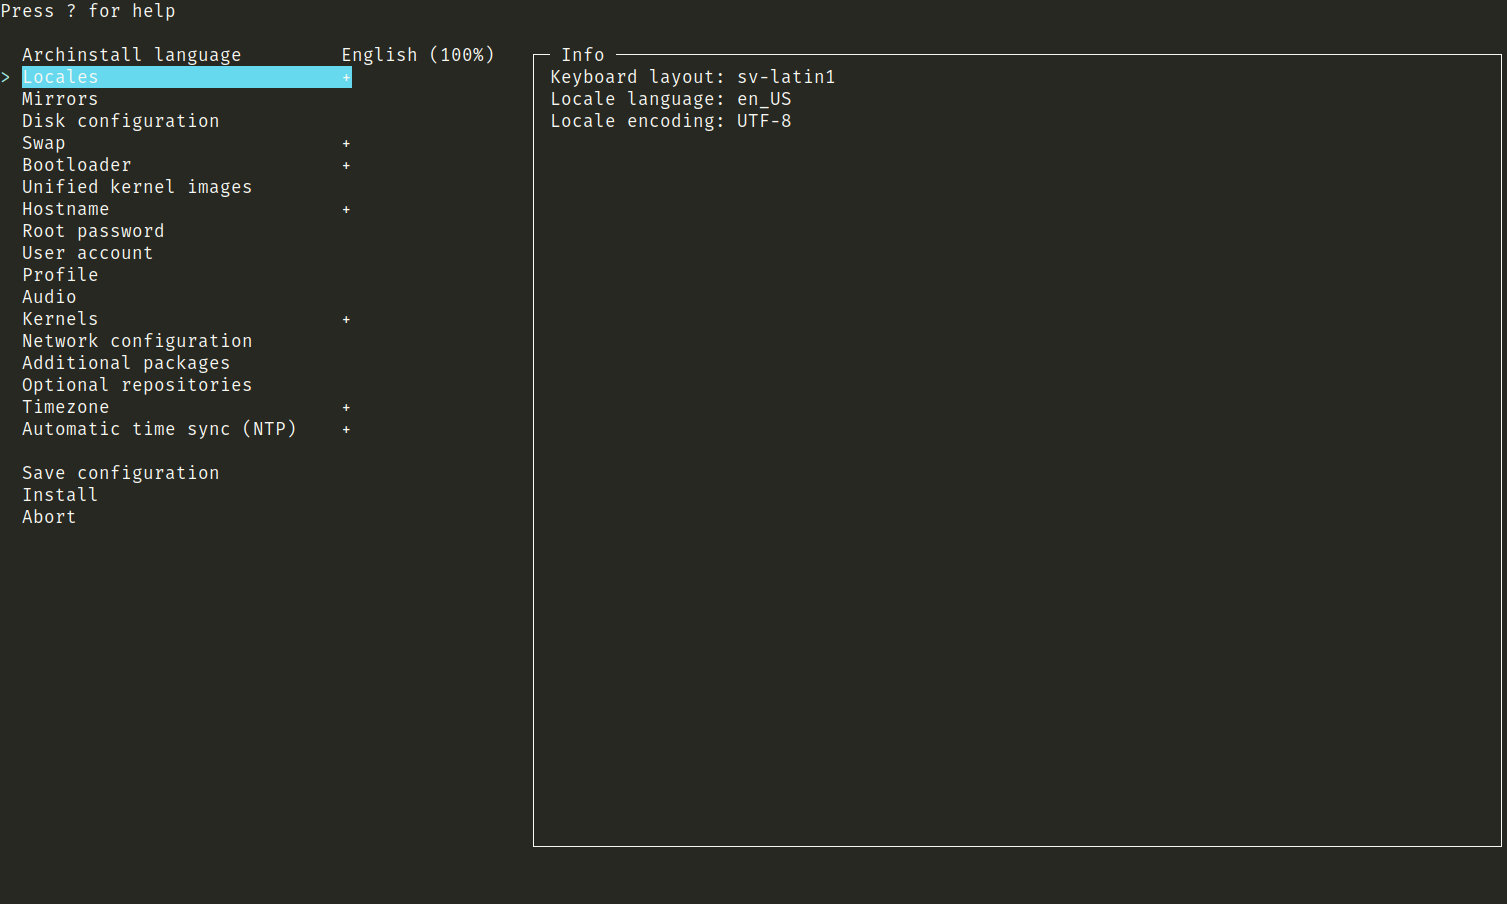 Press ? for help
Archinstall language English (100%)
> Locales +
Mirrors
Disk configuration
Swap +
Bootloader +
Unified kernel images
Hostname +
Root password
User account
Profile
Audio
Kernels +
Network configuration
Additional packages
Optional repositories
Timezone +
Automatic time sync (NTP) +
Save configuration
Install
Abort
Info
Keyboard layout: sv-latin1
Locale language: en_US
Locale encoding: UTF-8